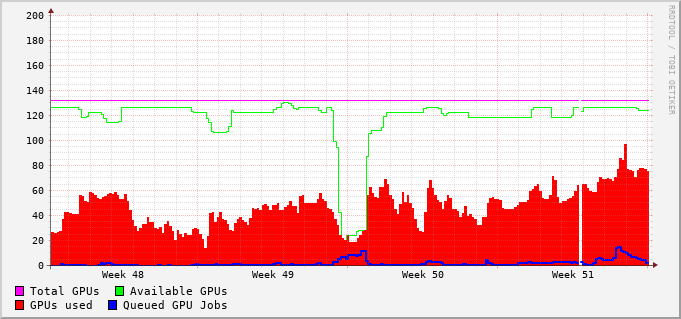 200
180
160
140
120
100
80
60
40
20
0
Week 48 Week 49 Week 50 Week 51
Total GPUs Available GPUs
GPUs used Queued GPU Jobs
RRDTOOL / TOBI OETIKER